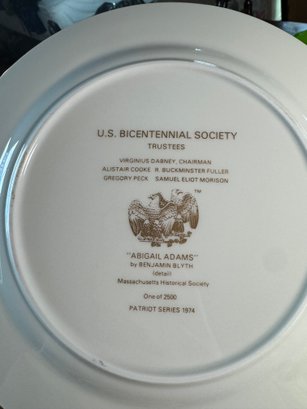 U.S. BICENTENNIAL SOCIETY
TRUSTEES
VIRGINIUS DABNEY, CHAIRMAN
ALISTAIR COOKE R. BUCKMINSTER FULLER
GREGORY PECK SAMUEL ELIOT MORISON
TM
"ABIGAIL ADAMS"
by BENJAMIN BLYTH
(detail)
Massachusetts Historical Society
One of 2500
PATRIOT SERIES 1974